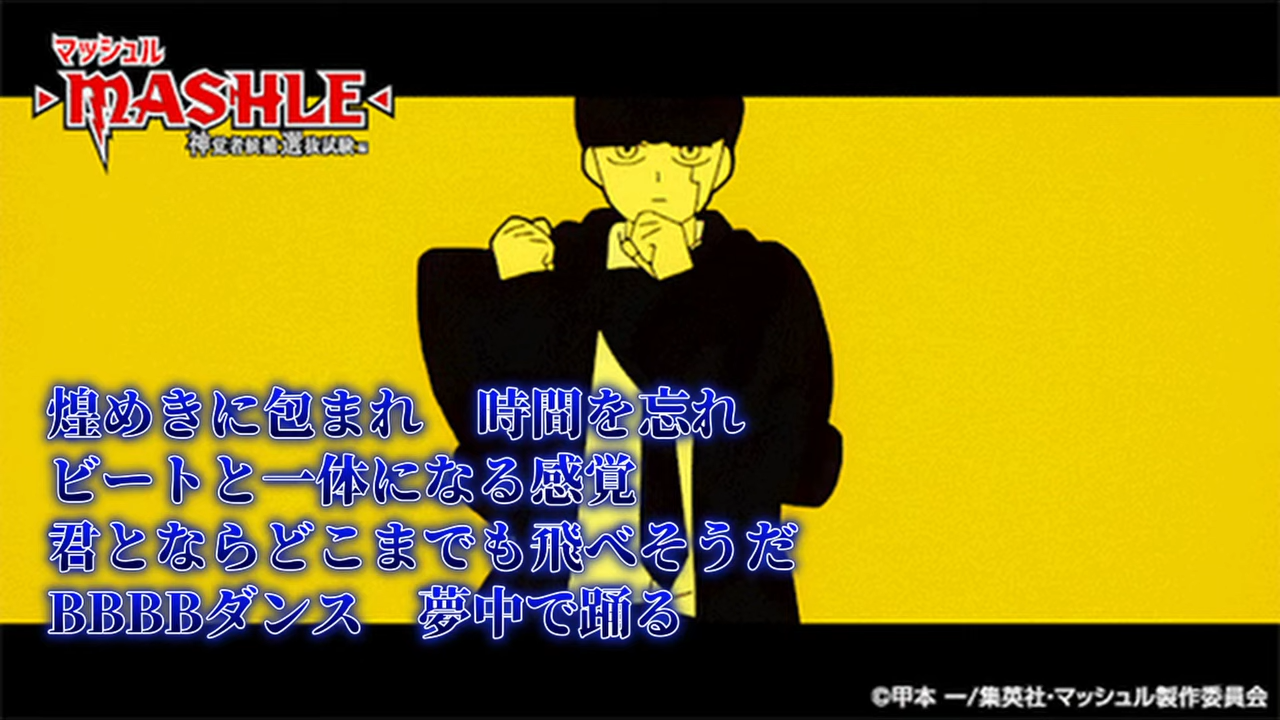 マッシュル
MASHLE
神覚者候補選抜試験編
煌めきに包まれ　時間を忘れ
ビートと一体になる感覚
君とならどこまでも飛べそうだ
BBBBダンス　夢中で踊る
©甲本 一/集英社・マッシュル製作委員会